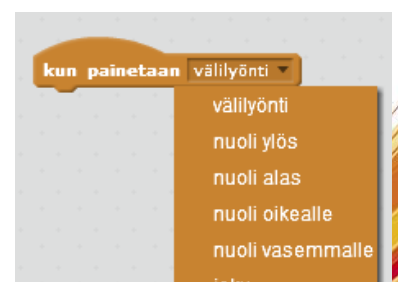 kun painetaan välilyönti
välilyönti
nuoli ylös
nuoli alas
nuoli oikealle
nuoli vasemmalle